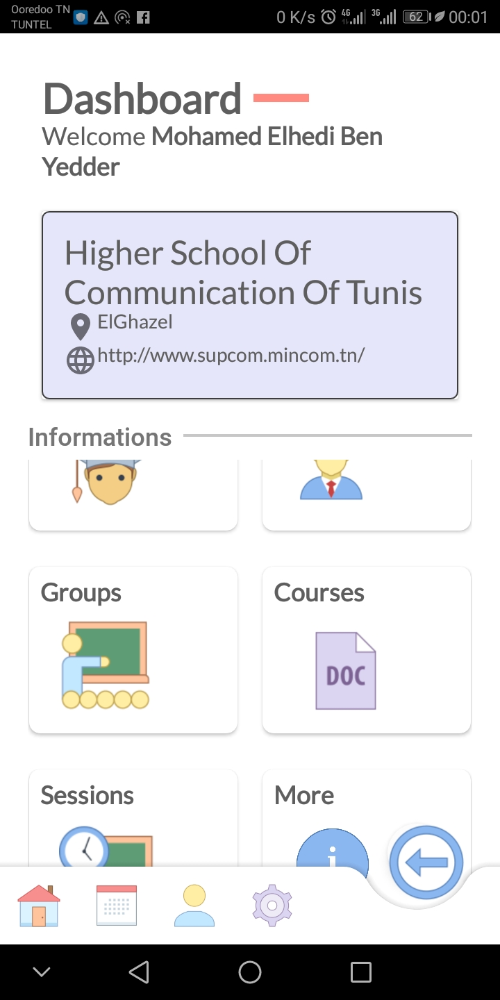 Ooredoo TN
TUNTEL
0 K/s 4G 3G 62 00:01
Dashboard
Welcome Mohamed Elhedi Ben
Yedder
Higher School Of
Communication Of Tunis
ElGhazel
http://www.supcom.mincom.tn/
Informations
Groups
Courses
DOC
Sessions
More
i